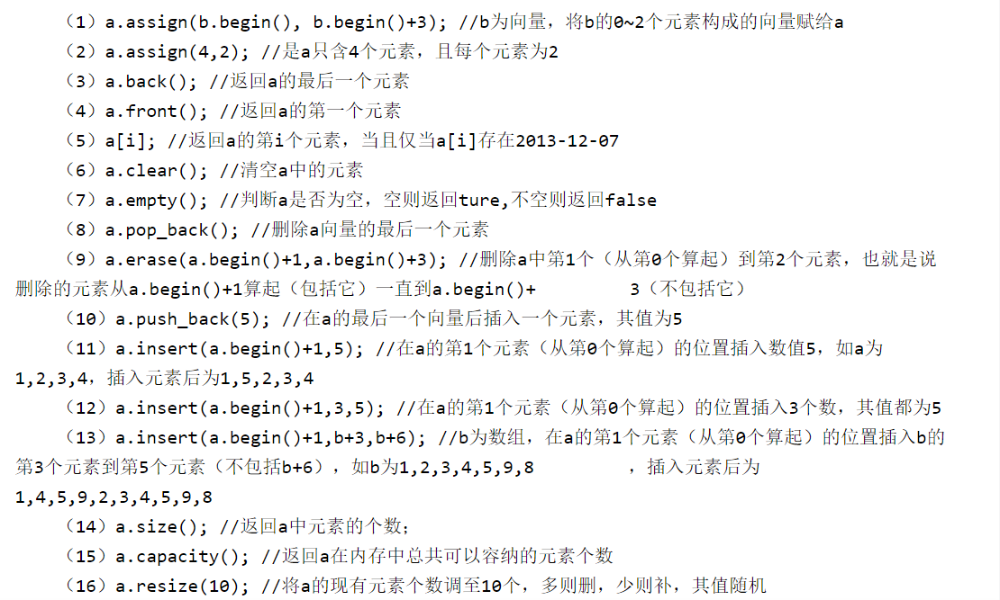 （1）a.assign(b.begin(), b.begin()+3); //b为向量，将b的0~2个元素构成的向量赋给a
（2）a.assign(4,2); //是a只含4个元素，且每个元素为2
（3）a.back(); //返回a的最后一个元素
（4）a.front(); //返回a的第一个元素
（5）a[i]; //返回a的第i个元素，当且仅当a[i]存在2013-12-07
（6）a.clear(); //清空a中的元素
（7）a.empty(); //判断a是否为空，空则返回ture,不空则返回false
（8）a.pop_back(); //删除a向量的最后一个元素
（9）a.erase(a.begin()+1,a.begin()+3); //删除a中第1个（从第0个算起）到第2个元素，也就是说
删除的元素从a.begin()+1算起（包括它）一直到a.begin()+ 3（不包括它）
（10）a.push_back(5); //在a的最后一个向量后插入一个元素，其值为5
（11）a.insert(a.begin()+1,5); //在a的第1个元素（从第0个算起）的位置插入数值5，如a为
1,2,3,4，插入元素后为1,5,2,3,4
（12）a.insert(a.begin()+1,3,5); //在a的第1个元素（从第0个算起）的位置插入3个数，其值都为5
（13）a.insert(a.begin()+1,b+3,b+6); //b为数组，在a的第1个元素（从第0个算起）的位置插入b的
第3个元素到第5个元素（不包括b+6），如b为1,2,3,4,5,9,8 ，插入元素后为
1,4,5,9,2,3,4,5,9,8
（14）a.size(); //返回a中元素的个数；
（15）a.capacity(); //返回a在内存中总共可以容纳的元素个数
（16）a.resize(10); //将a的现有元素个数调至10个，多则删，少则补，其值随机